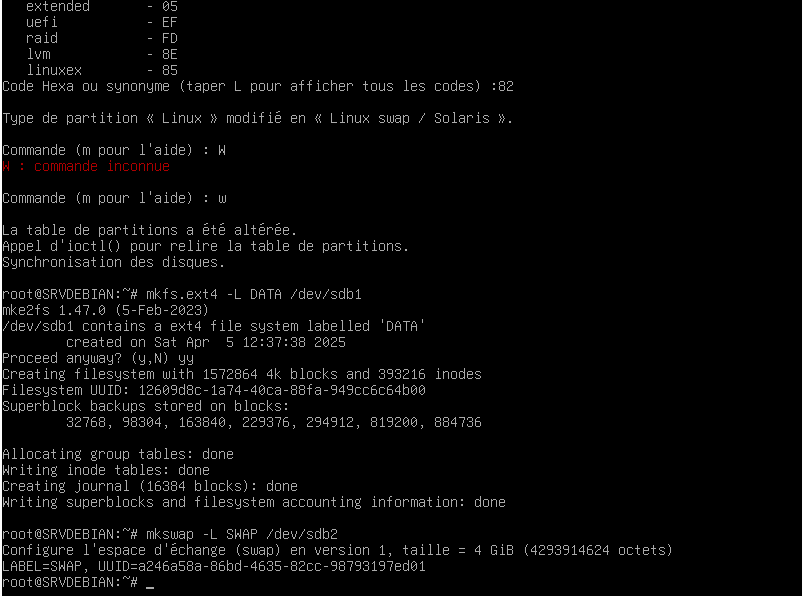 extended - 05
uefi - EF
raid - FD
lvm - 8E
linuxex - 85
Code Hexa ou synonyme (taper L pour afficher tous les codes) :82
Type de partition « Linux » modifié en « Linux swap / Solaris ».
Commande (m pour l'aide) : W
W : commande inconnue
Commande (m pour l'aide) : w
La table de partitions a été altérée.
Appel d'ioctl() pour relire la table de partitions.
Synchronisation des disques.
root@SRVDEBIAN:~# mkfs.ext4 -L DATA /dev/sdb1
mke2fs 1.47.0 (5-Feb-2023)
/dev/sdb1 contains a ext4 file system labelled 'DATA'
created on Sat Apr  5 12:37:38 2025
Proceed anyway? (y,N) yy
Creating filesystem with 1572864 4k blocks and 393216 inodes
Filesystem UUID: 12609d8c-1a74-40ca-88fa-949cc6c64b00
Superblock backups stored on blocks:
32768, 98304, 163840, 229376, 294912, 819200, 884736
Allocating group tables: done
Writing inode tables: done
Creating journal (16384 blocks): done
Writing superblocks and filesystem accounting information: done
root@SRVDEBIAN:~# mkswap -L SWAP /dev/sdb2
Configure l'espace d'échange (swap) en version 1, taille = 4 GiB (4293914624 octets)
LABEL=SWAP, UUID=a246a58a-86bd-4635-82cc-98793197ed01
root@SRVDEBIAN:~# _